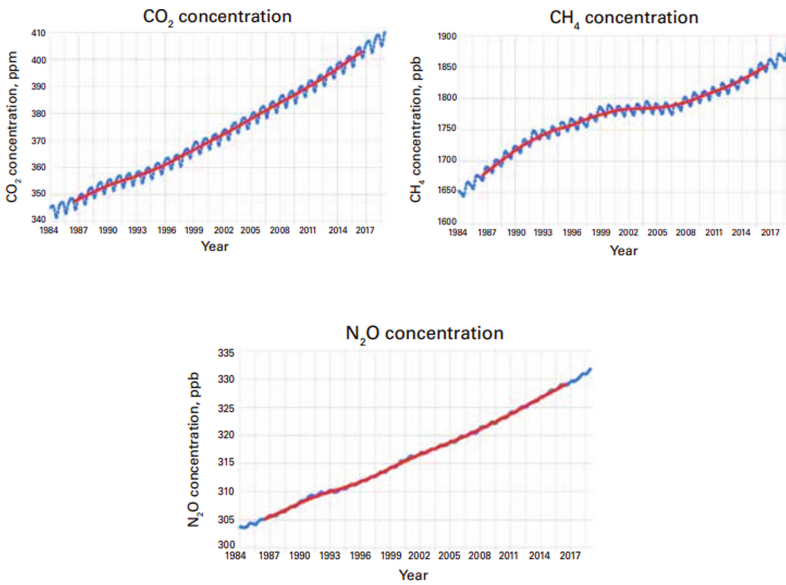 CO2 concentration
CO2 concentration, ppm
410
400
390
380
370
360
350
340
1984 1987 1990 1993 1996 1999 2002 2005 2008 2011 2014 2017
Year
CH4 concentration
CH4 concentration, ppb
1900
1850
1800
1750
1700
1650
1600
1984 1987 1990 1993 1996 1999 2002 2005 2008 2011 2014 2017
Year
N2O concentration
N2O concentration, ppb
335
330
325
320
315
310
305
300
1984 1987 1990 1993 1996 1999 2002 2005 2008 2011 2014 2017
Year